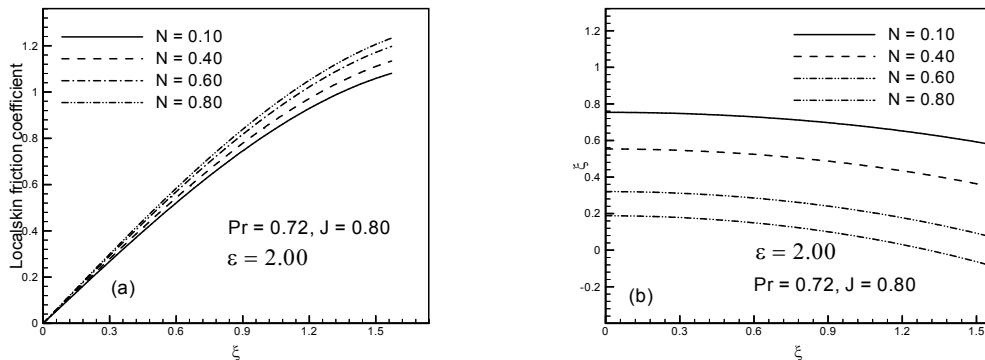 N = 0.10
N = 0.40
N = 0.60
N = 0.80
Localskin friction coefficient
1.2
1
0.8
0.6
0.4
0.2
0
Pr = 0.72, J = 0.80
ε = 2.00
(a)
0
0.3
0.6
0.9
1.2
1.5
ξ
N = 0.10
N = 0.40
N = 0.60
N = 0.80
ξ
1.2
1
0.8
0.6
0.4
0.2
0
-0.2
ε = 2.00
Pr = 0.72, J = 0.80
(b)
0
0.3
0.6
0.9
1.2
1.5
ξ